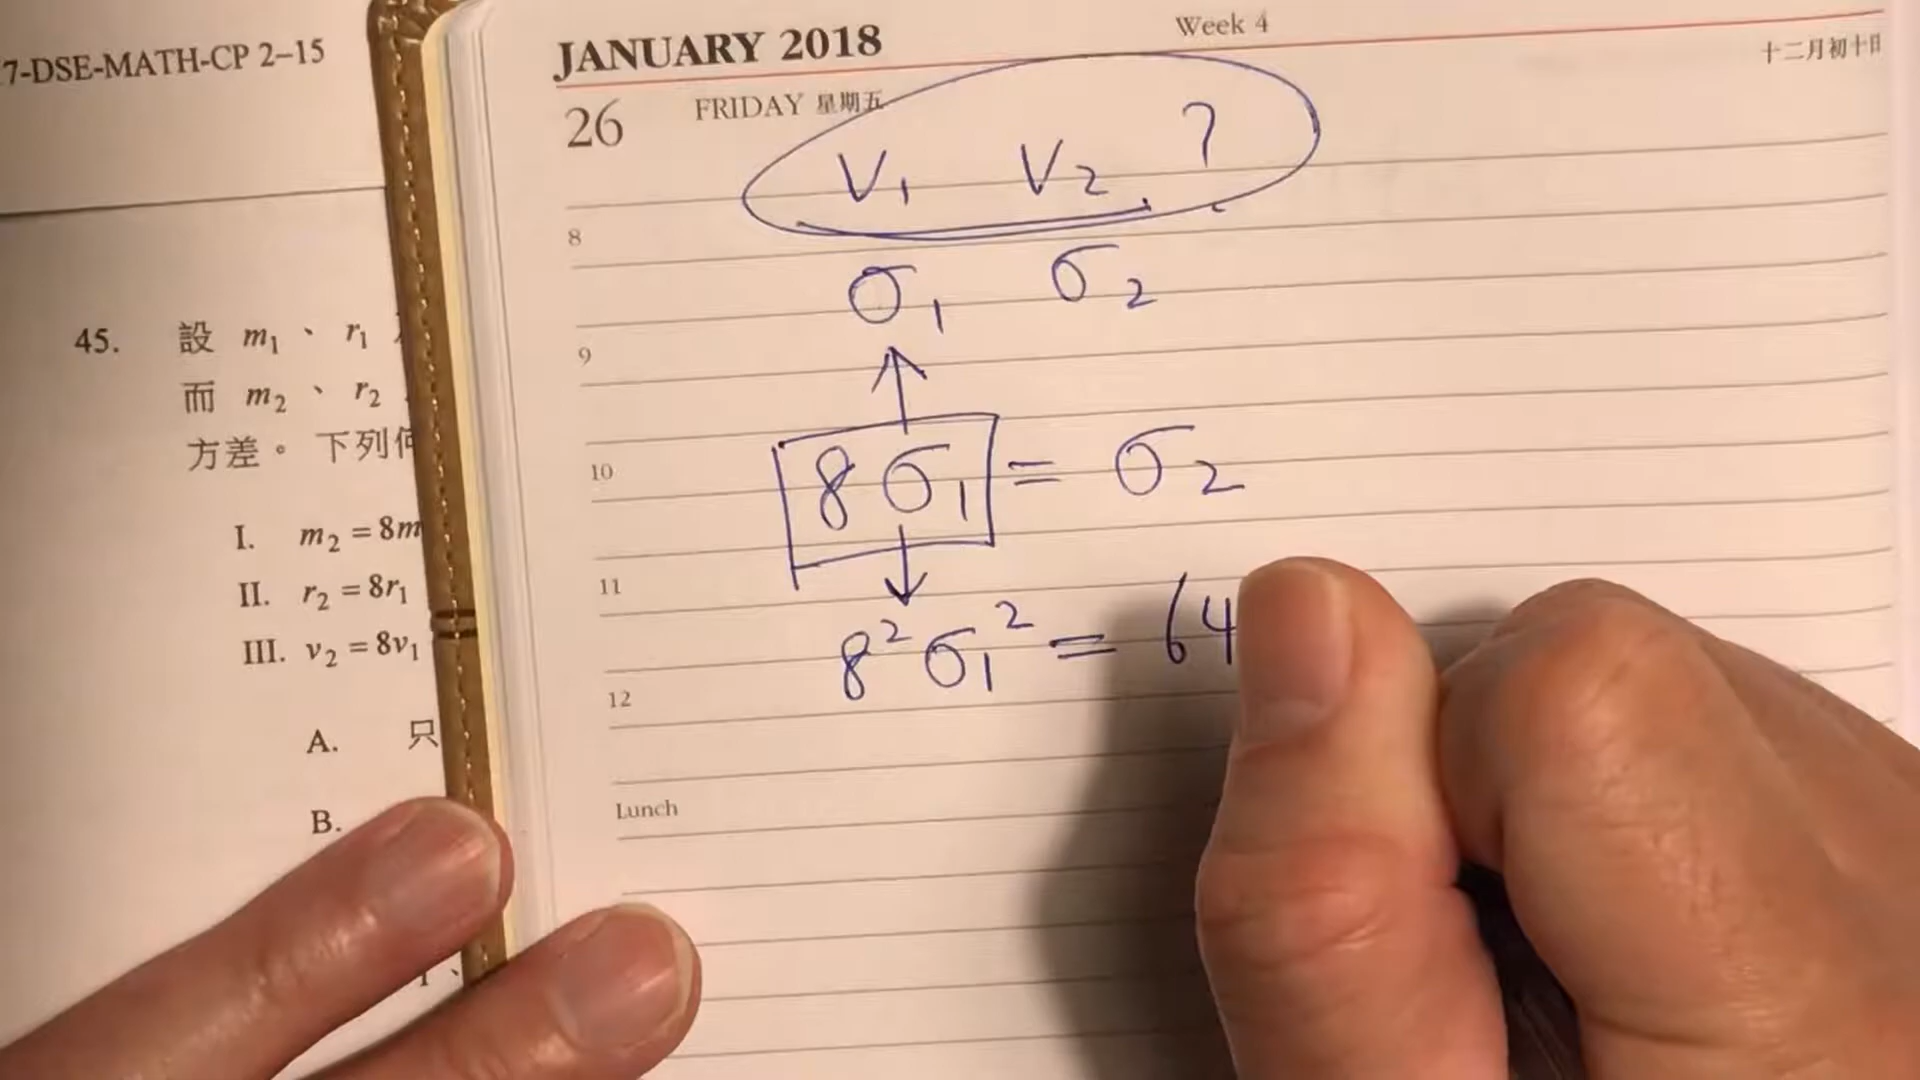 7-DSE-MATH-CP 2–15
45. 設 m₁ 、 r₁
而 m₂ 、 r₂
方差。 下列
I. m₂ = 8m
II. r₂ = 8r₁
III. v₂ = 8v₁
A. 只
B.
JANUARY 2018
Week 4
十二月初十日
26 FRIDAY 星期五
V₁ V₂ ?
8
σ₁ σ₂
9
8σ₁ = σ₂
10
11
8²σ₁² = 64
12
Lunch